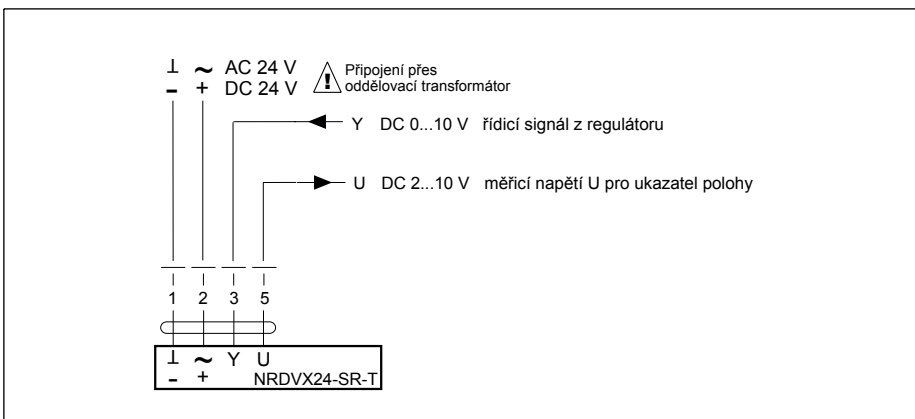 ⊥ ~ AC 24 V
- + DC 24 V
! Připojení přes
oddělovací transformátor
Y DC 0...10 V řídicí signál z regulátoru
U DC 2...10 V měřicí napětí U pro ukazatel polohy
1 2 3 5
⊥ ~ Y U
- + NRDVX24-SR-T